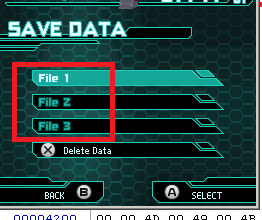 SAVE DATA
File 1
File 2
File 3
X Delete Data
BACK B A SELECT
00004200 00 00 4D 00 49 00 4B